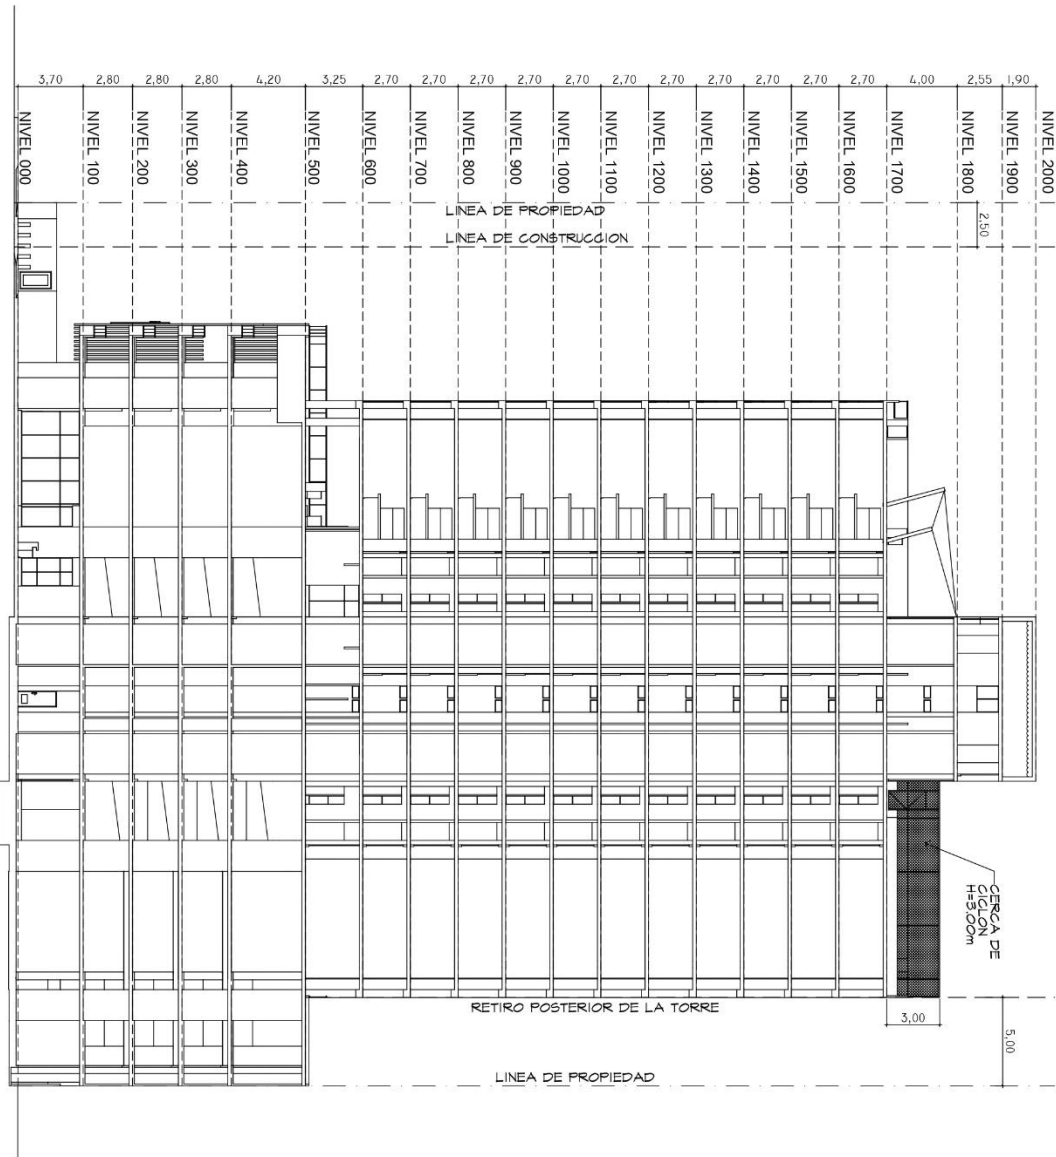 3,70
2,80
2,80
2,80
4,20
3,25
2,70
2,70
2,70
2,70
2,70
2,70
2,70
2,70
2,70
2,70
2,70
4,00
2,55
1,90
NIVEL 000
NIVEL 100
NIVEL 200
NIVEL 300
NIVEL 400
NIVEL 500
NIVEL 600
NIVEL 700
NIVEL 800
NIVEL 900
NIVEL 1000
NIVEL 1100
NIVEL 1200
NIVEL 1300
NIVEL 1400
NIVEL 1500
NIVEL 1600
NIVEL 1700
NIVEL 1800
NIVEL 1900
NIVEL 2000
LINEA DE PROPIEDAD
2,50
LINEA DE CONSTRUCCION
CERCA DE
CICLON
H=3.00m
RETIRO POSTERIOR DE LA TORRE
3,00
5,00
LINEA DE PROPIEDAD